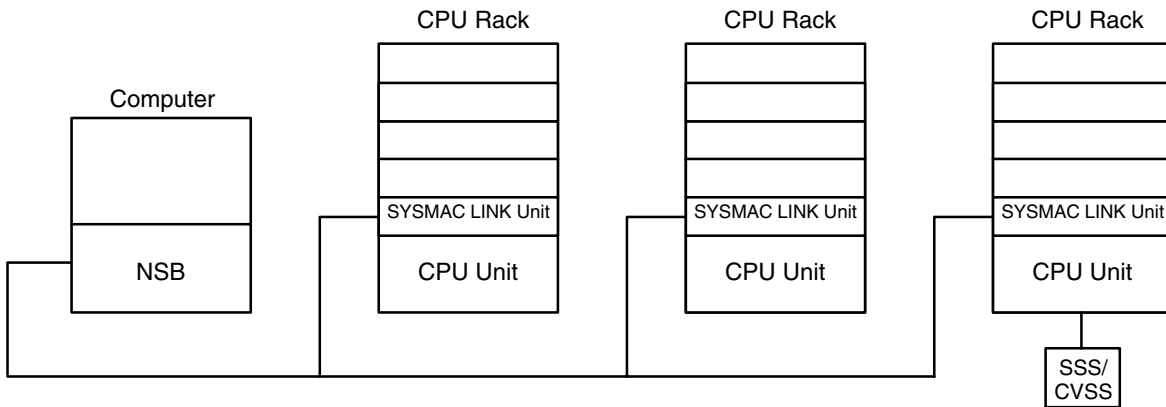 CPU Rack
CPU Rack
CPU Rack
Computer
SYSMAC LINK Unit
SYSMAC LINK Unit
SYSMAC LINK Unit
NSB
CPU Unit
CPU Unit
CPU Unit
SSS/
CVSS